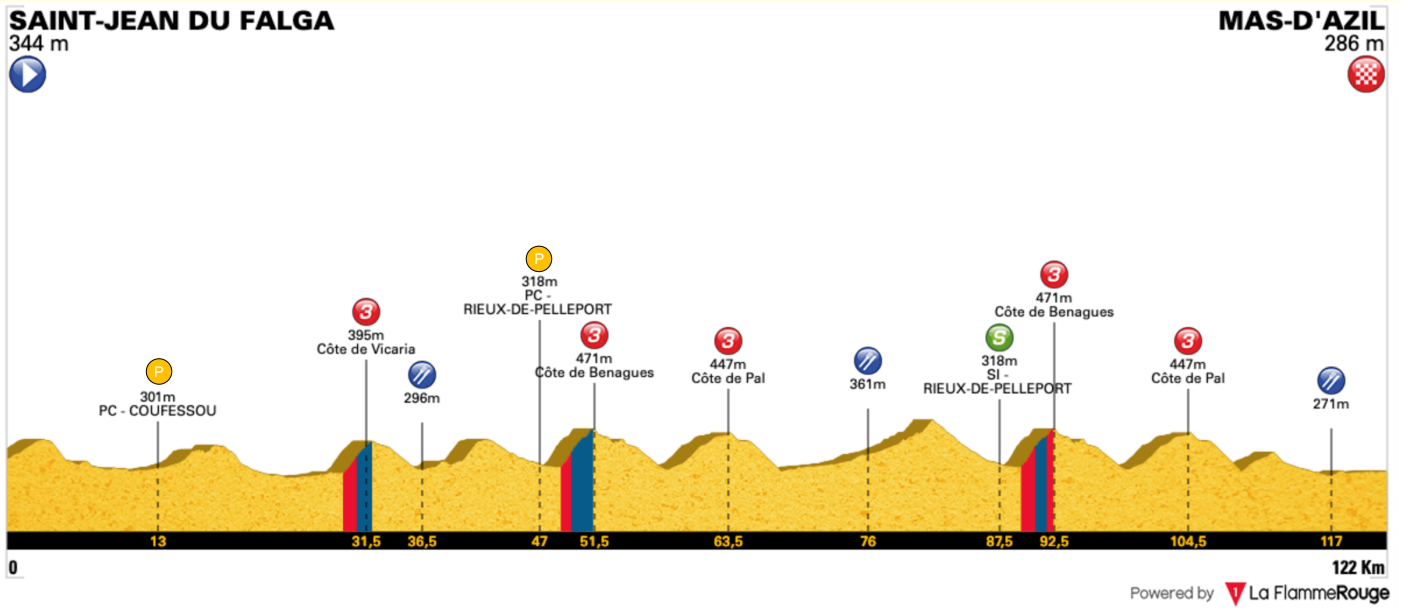 SAINT-JEAN DU FALGA
344 m
MAS-D'AZIL
286 m
P
301m
PC - COUFESSOU
3
395m
Côte de Vicaria
296m
P
318m
PC -
RIEUX-DE-PELLEPORT
3
471m
Côte de Benagues
3
447m
Côte de Pal
361m
S
318m
SI -
RIEUX-DE-PELLEPORT
3
471m
Côte de Benagues
3
447m
Côte de Pal
271m
13 31,5 36,5 47 51,5 63,5 76 87,5 92,5 104,5 117
0 122 Km
Powered by 1 La FlammeRouge